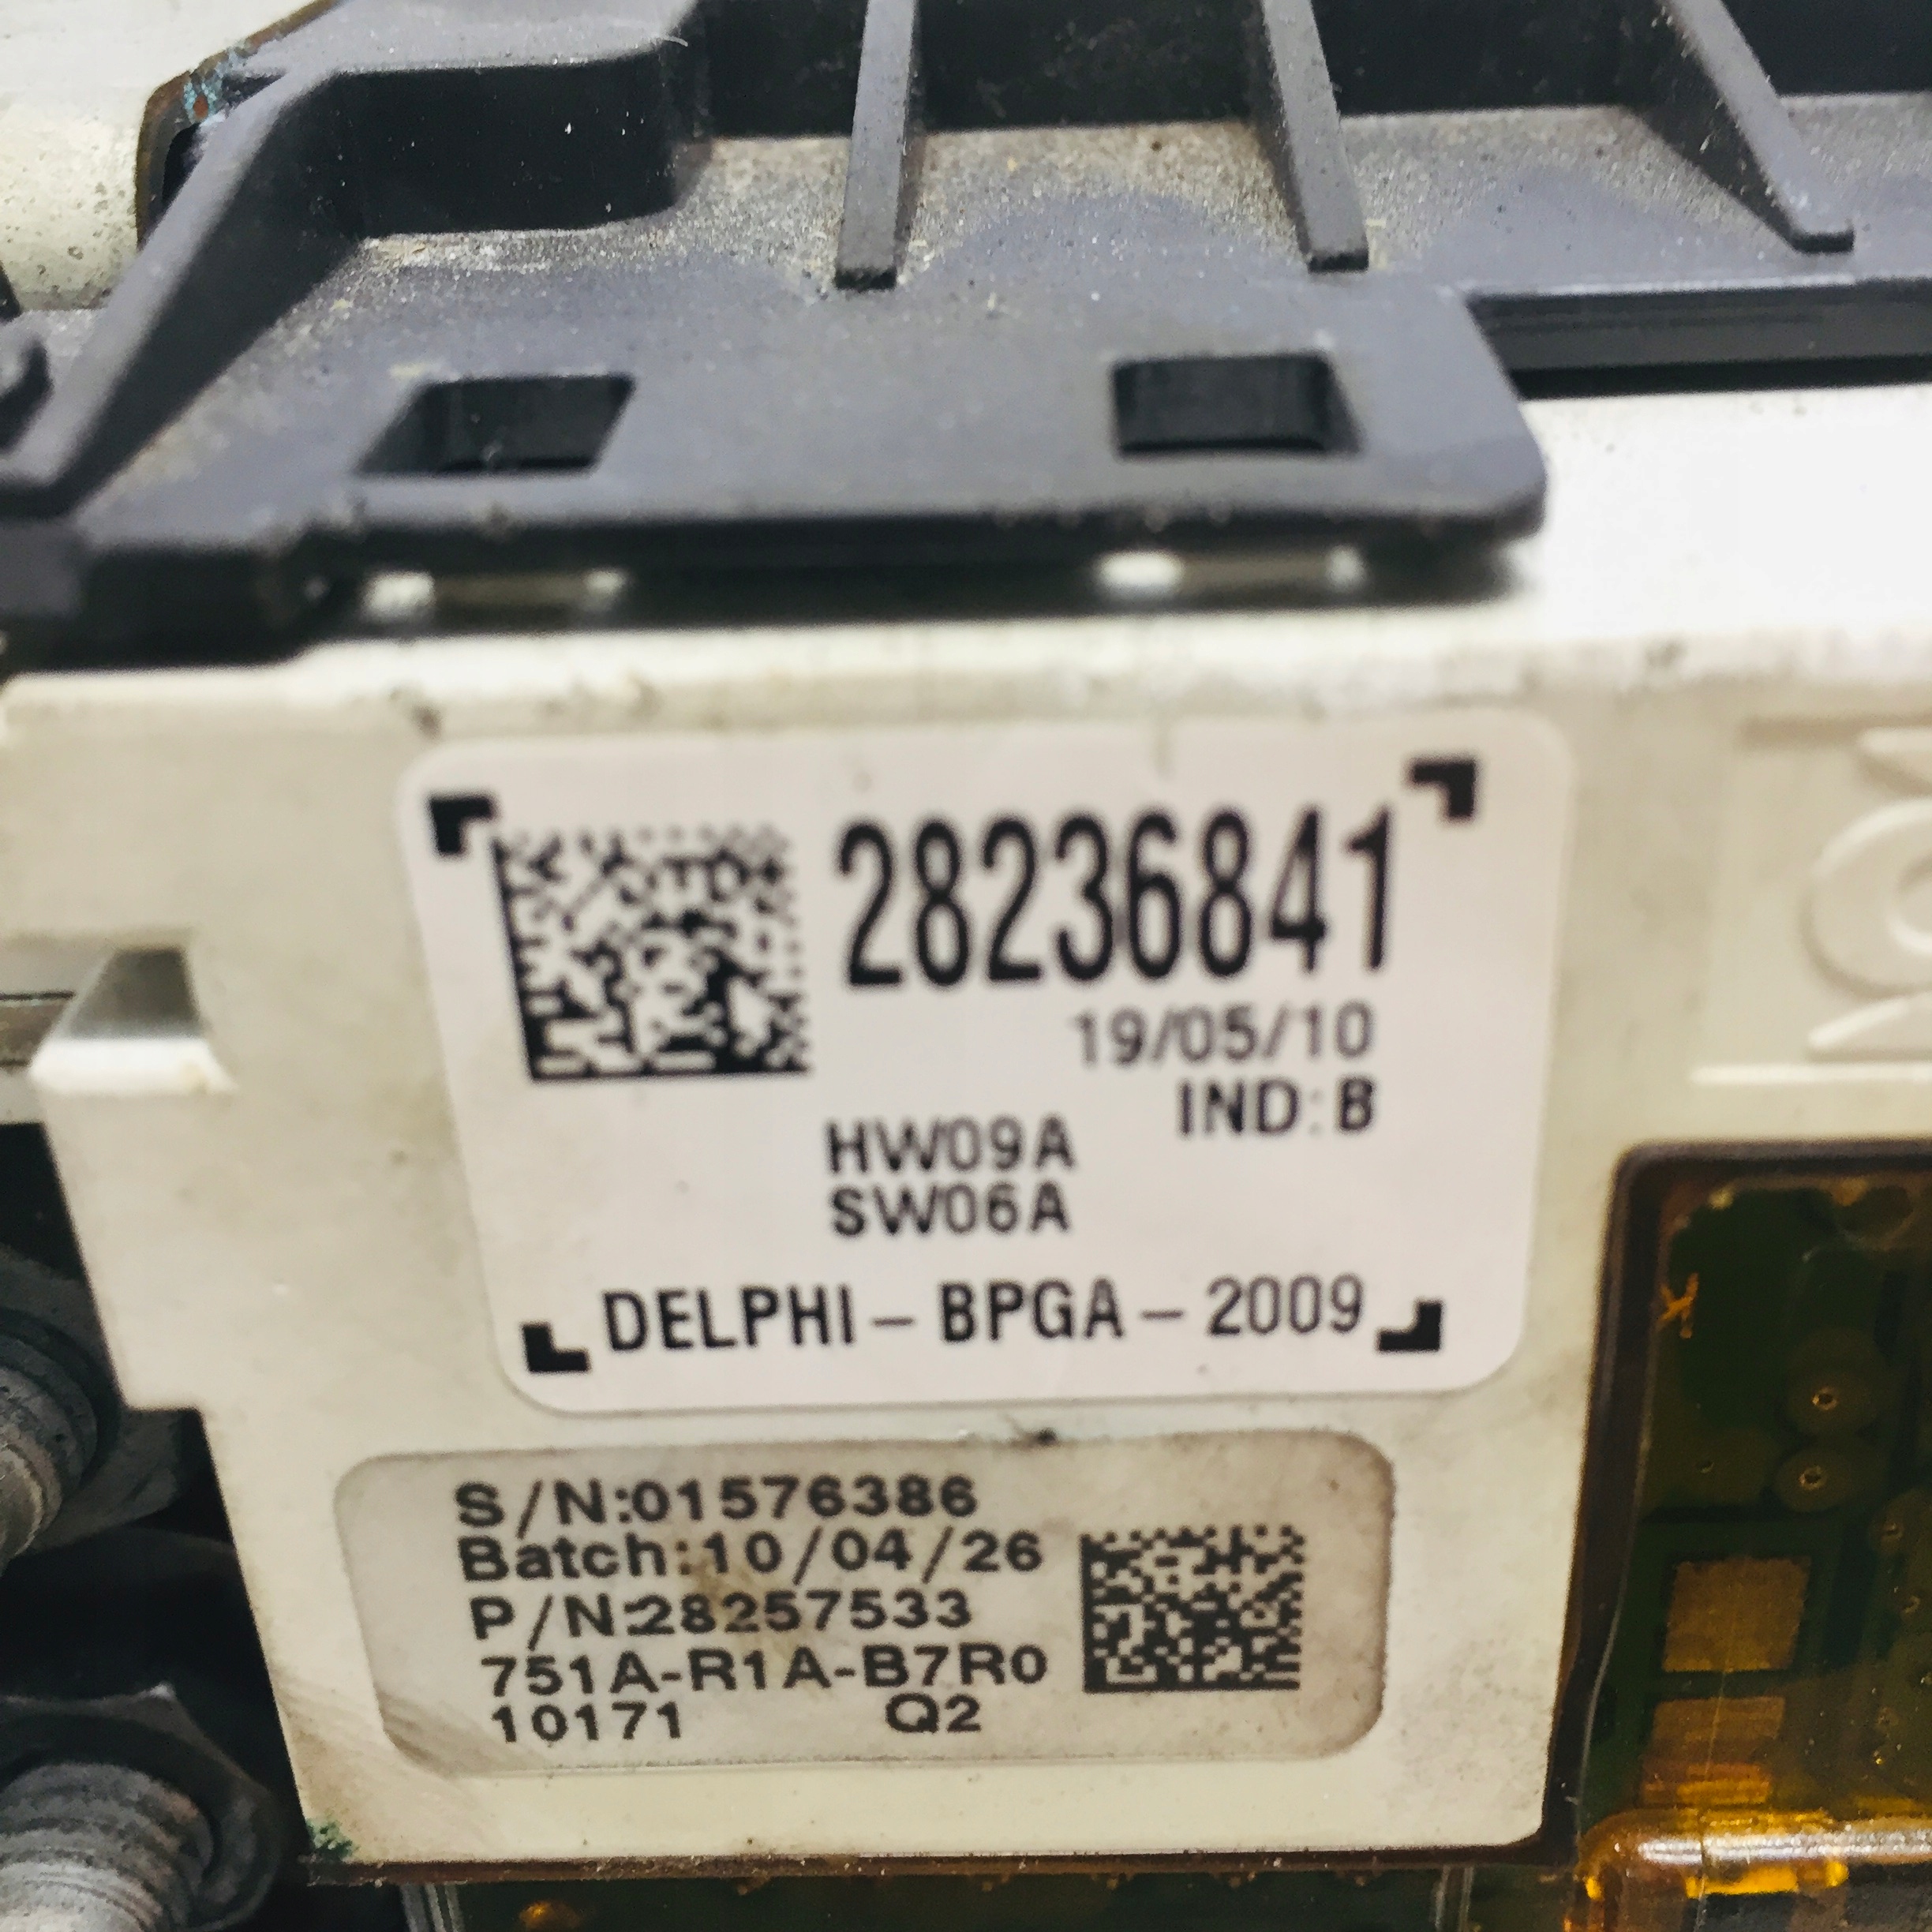 28236841
19/05/10
IND:B
HW09A
SW06A
DELPHI-BPGA-2009
S/N:01576386
Batch:10/04/26
P/N:28257533
751A-R1A-B7R0
10171 Q2